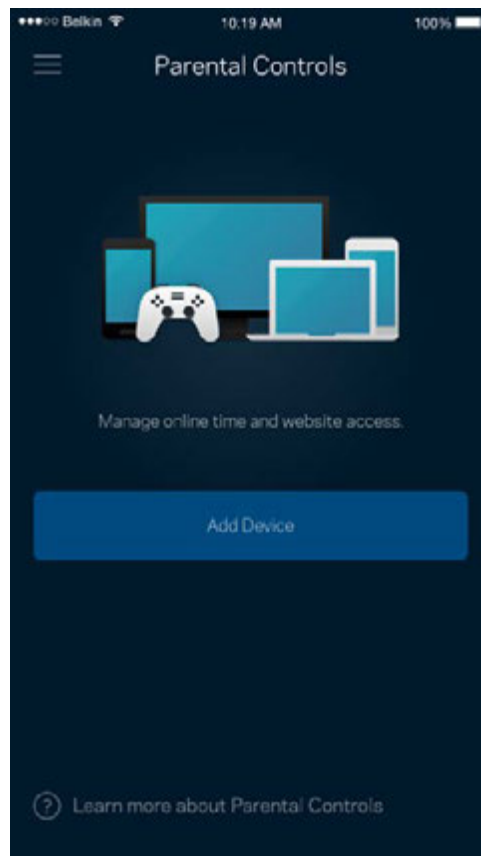 Belkin 10:19 AM 100%
Parental Controls
Manage online time and website access.
Add Device
? Learn more about Parental Controls